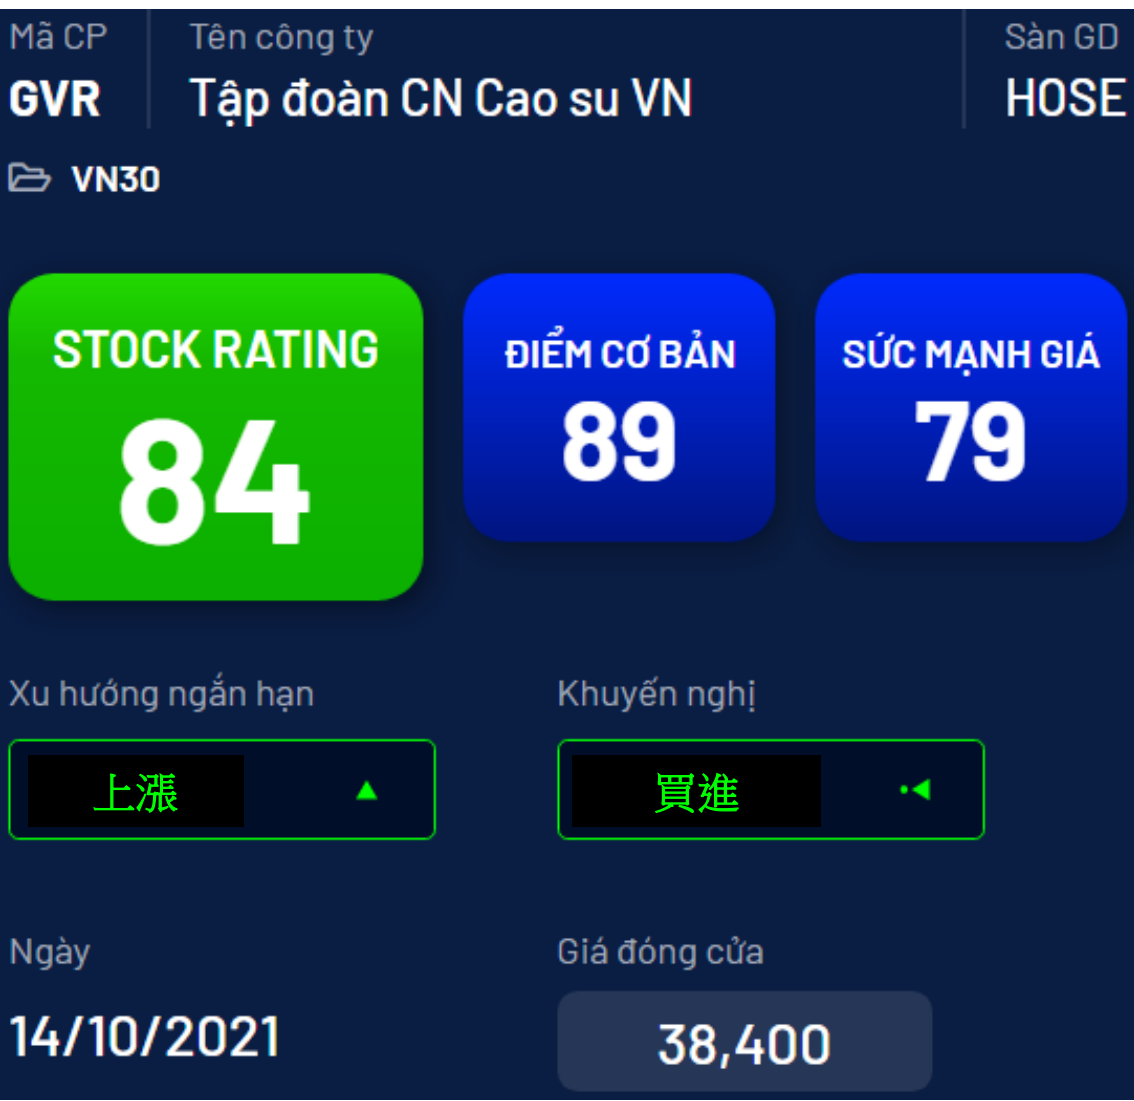 Mã CP Tên công ty Sàn GD
GVR Tập đoàn CN Cao su VN HOSE
VN30
STOCK RATING ĐIỂM CƠ BẢN SỨC MẠNH GIÁ
84 89 79
Xu hướng ngắn hạn Khuyến nghị
上漲 買進
Ngày Giá đóng cửa
14/10/2021 38,400